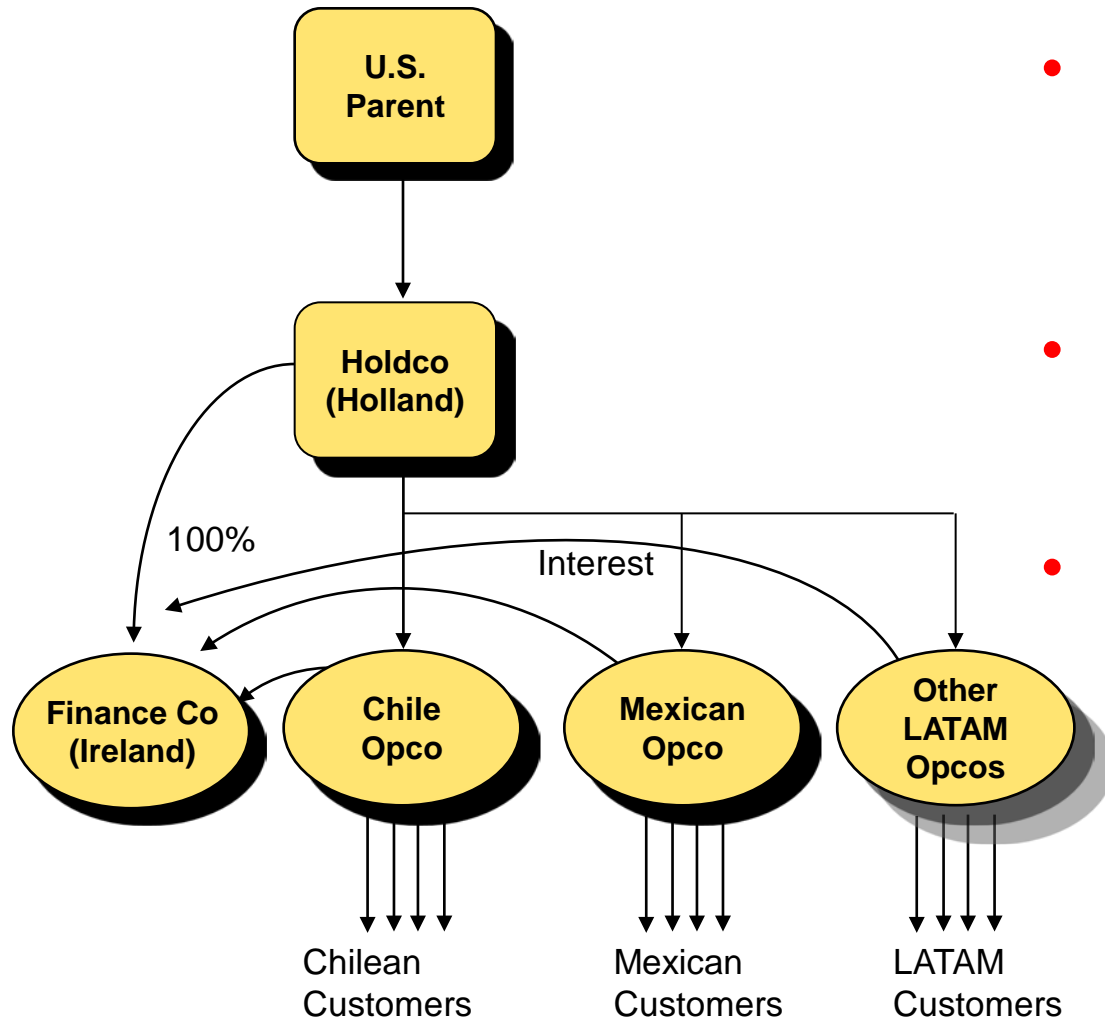 U.S.
Parent
Holdco
(Holland)
100%
Interest
Finance Co
(Ireland)
Chile
Opco
Mexican
Opco
Other
LATAM
Opcos
Chilean
Customers
Mexican
Customers
LATAM
Customers